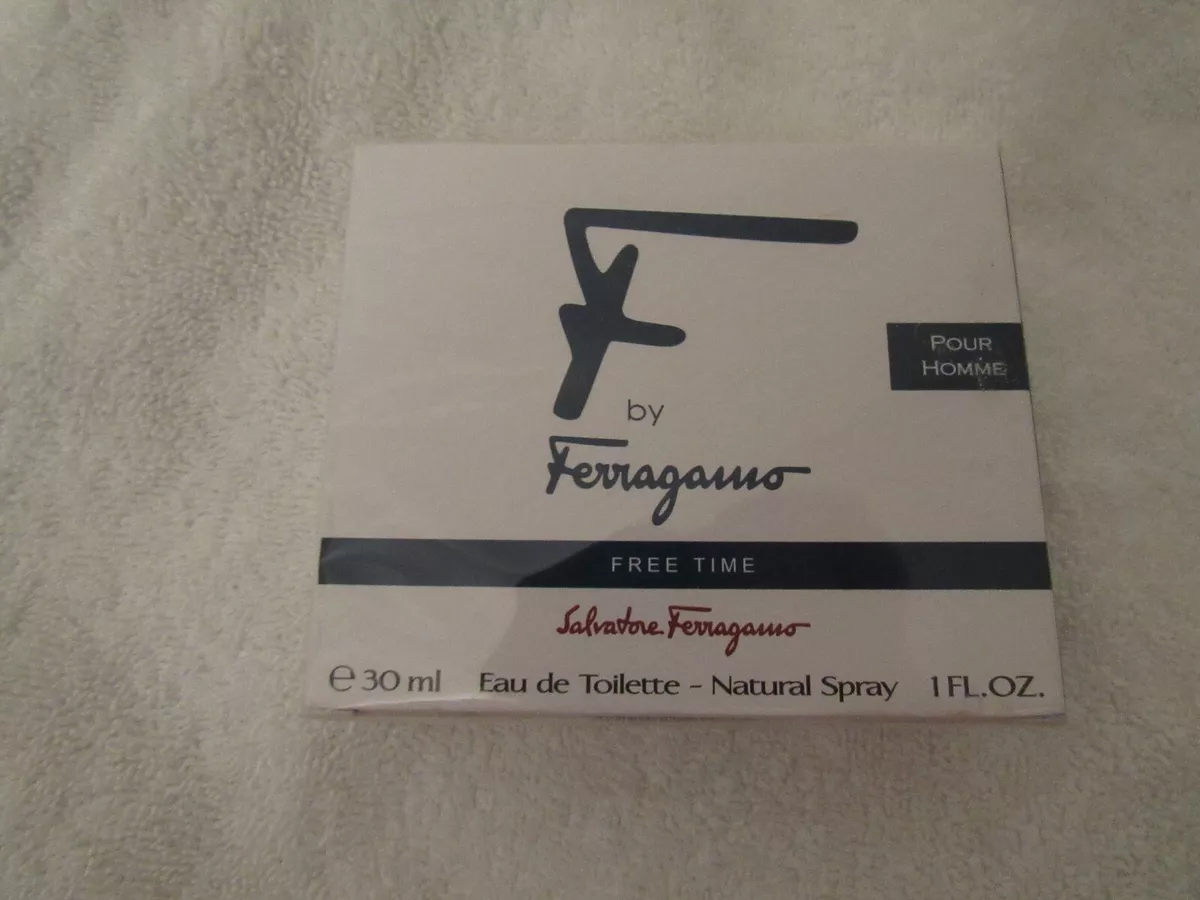 F
by
Ferragamo
POUR
HOMME
FREE TIME
Salvatore Ferragamo
℮ 30 ml Eau de Toilette - Natural Spray 1 FL.OZ.